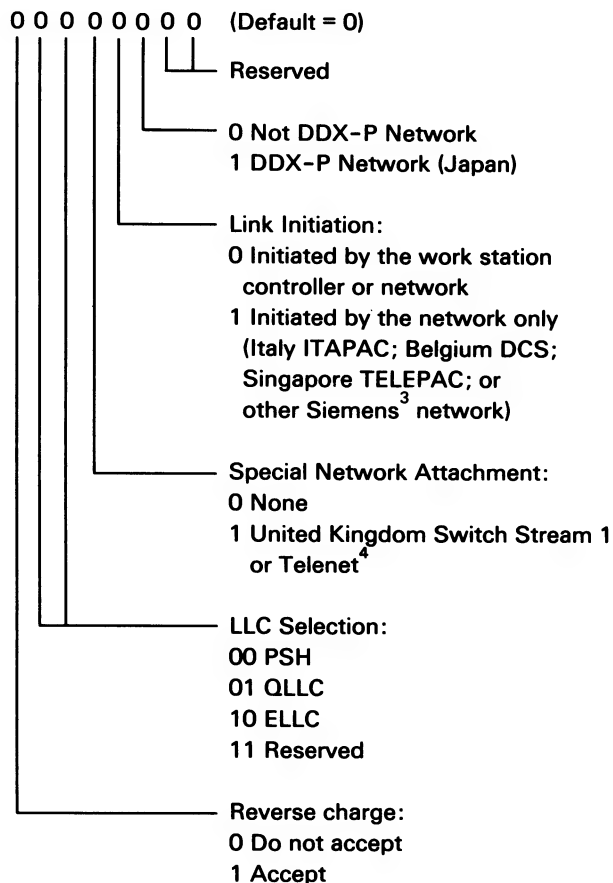 0 0 0 0 0 0 0 0 (Default = 0)
Reserved
0 Not DDX-P Network
1 DDX-P Network (Japan)
Link Initiation:
0 Initiated by the work station
controller or network
1 Initiated by the network only
(Italy ITAPAC; Belgium DCS;
Singapore TELEPAC; or
other Siemens³ network)
Special Network Attachment:
0 None
1 United Kingdom Switch Stream 1
or Telenet⁴
LLC Selection:
00 PSH
01 QLLC
10 ELLC
11 Reserved
Reverse charge:
0 Do not accept
1 Accept